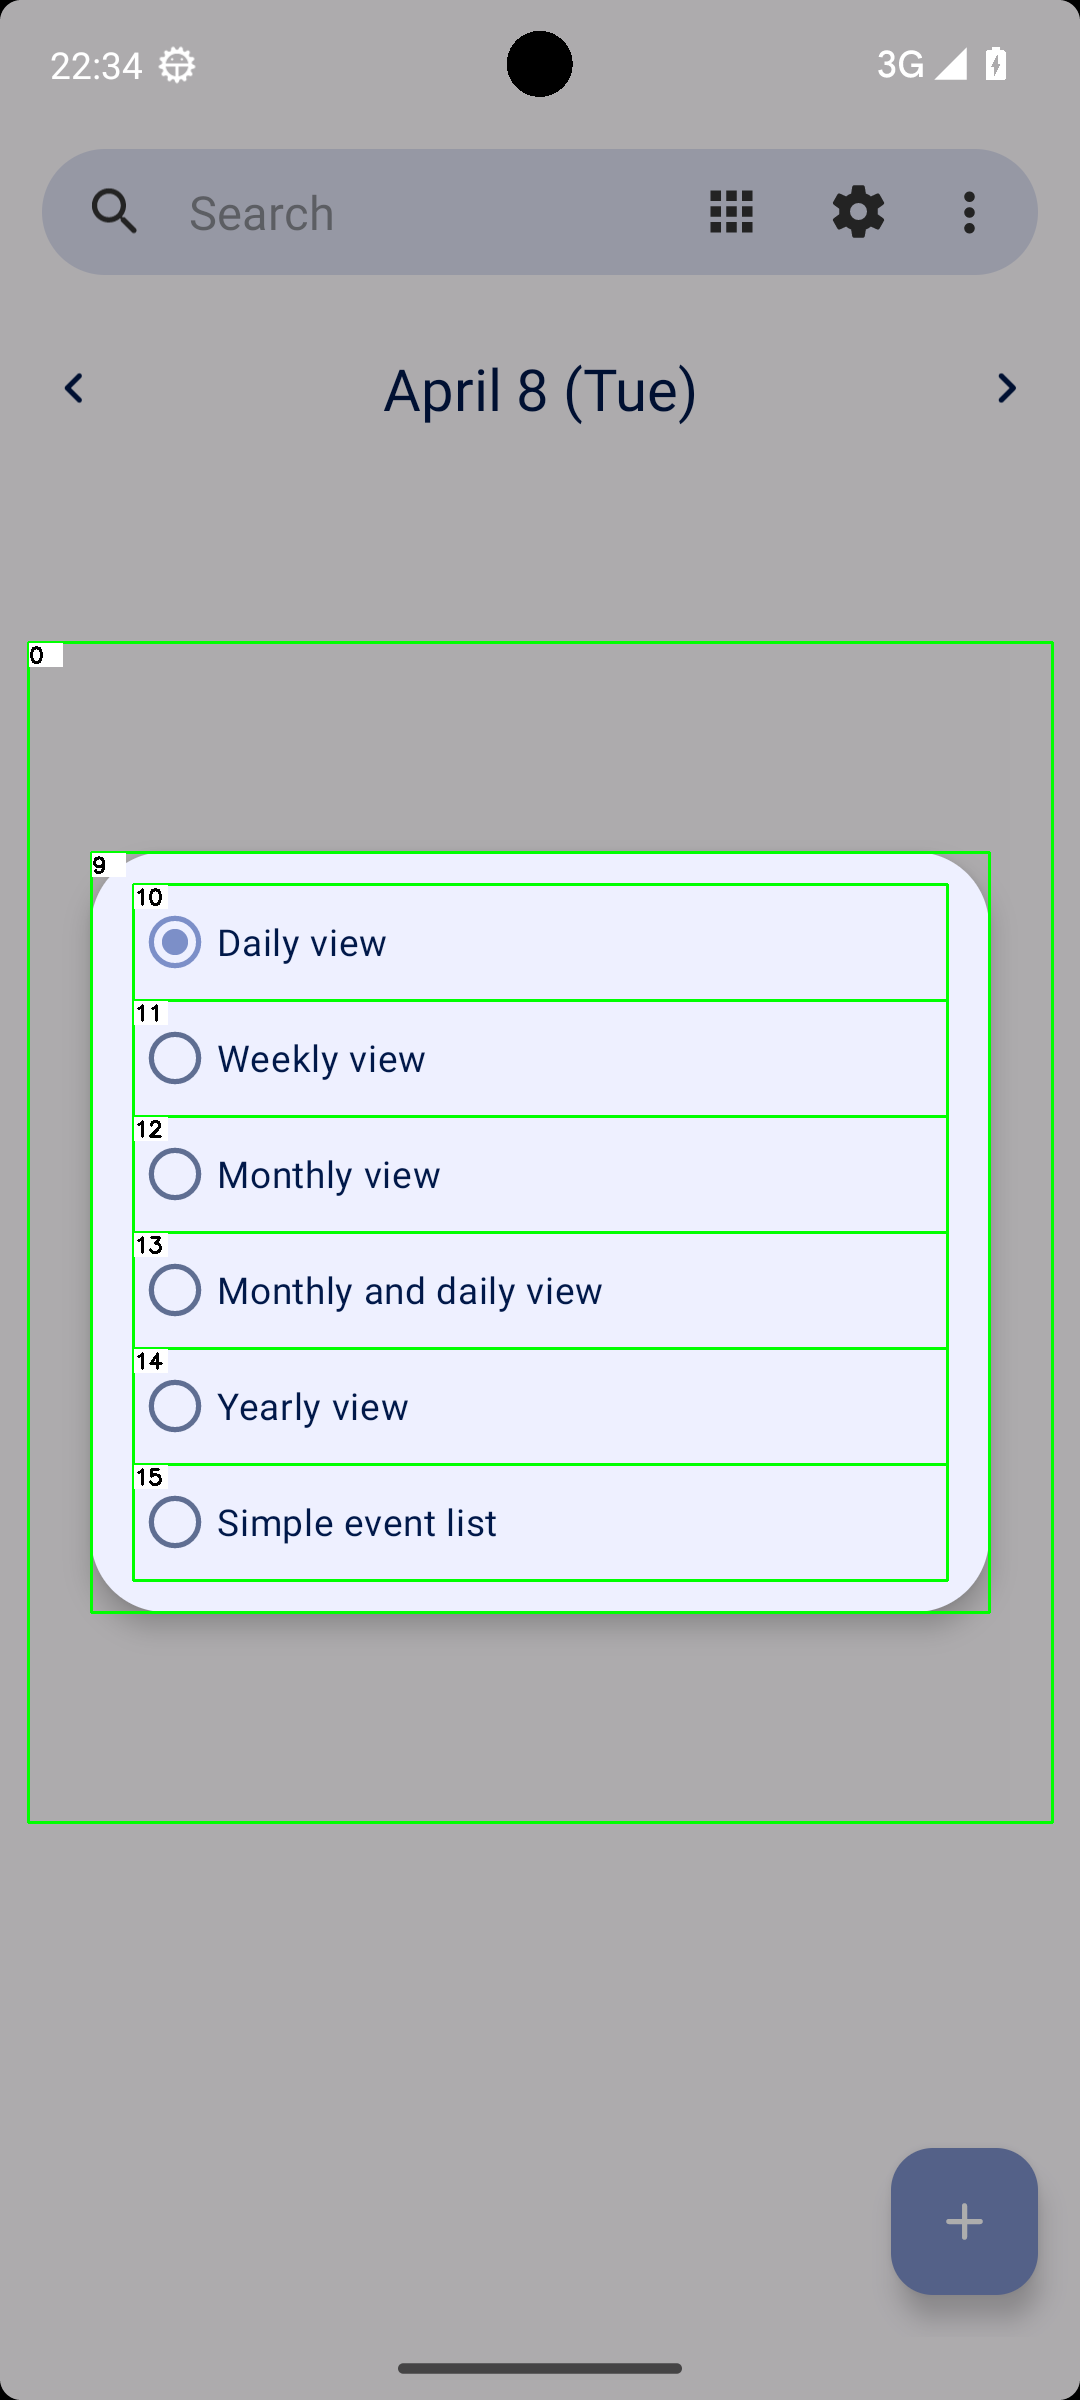 22:34
3G
Search
April 8 (Tue)
0
9
10
Daily view
11
Weekly view
12
Monthly view
13
Monthly and daily view
14
Yearly view
15
Simple event list